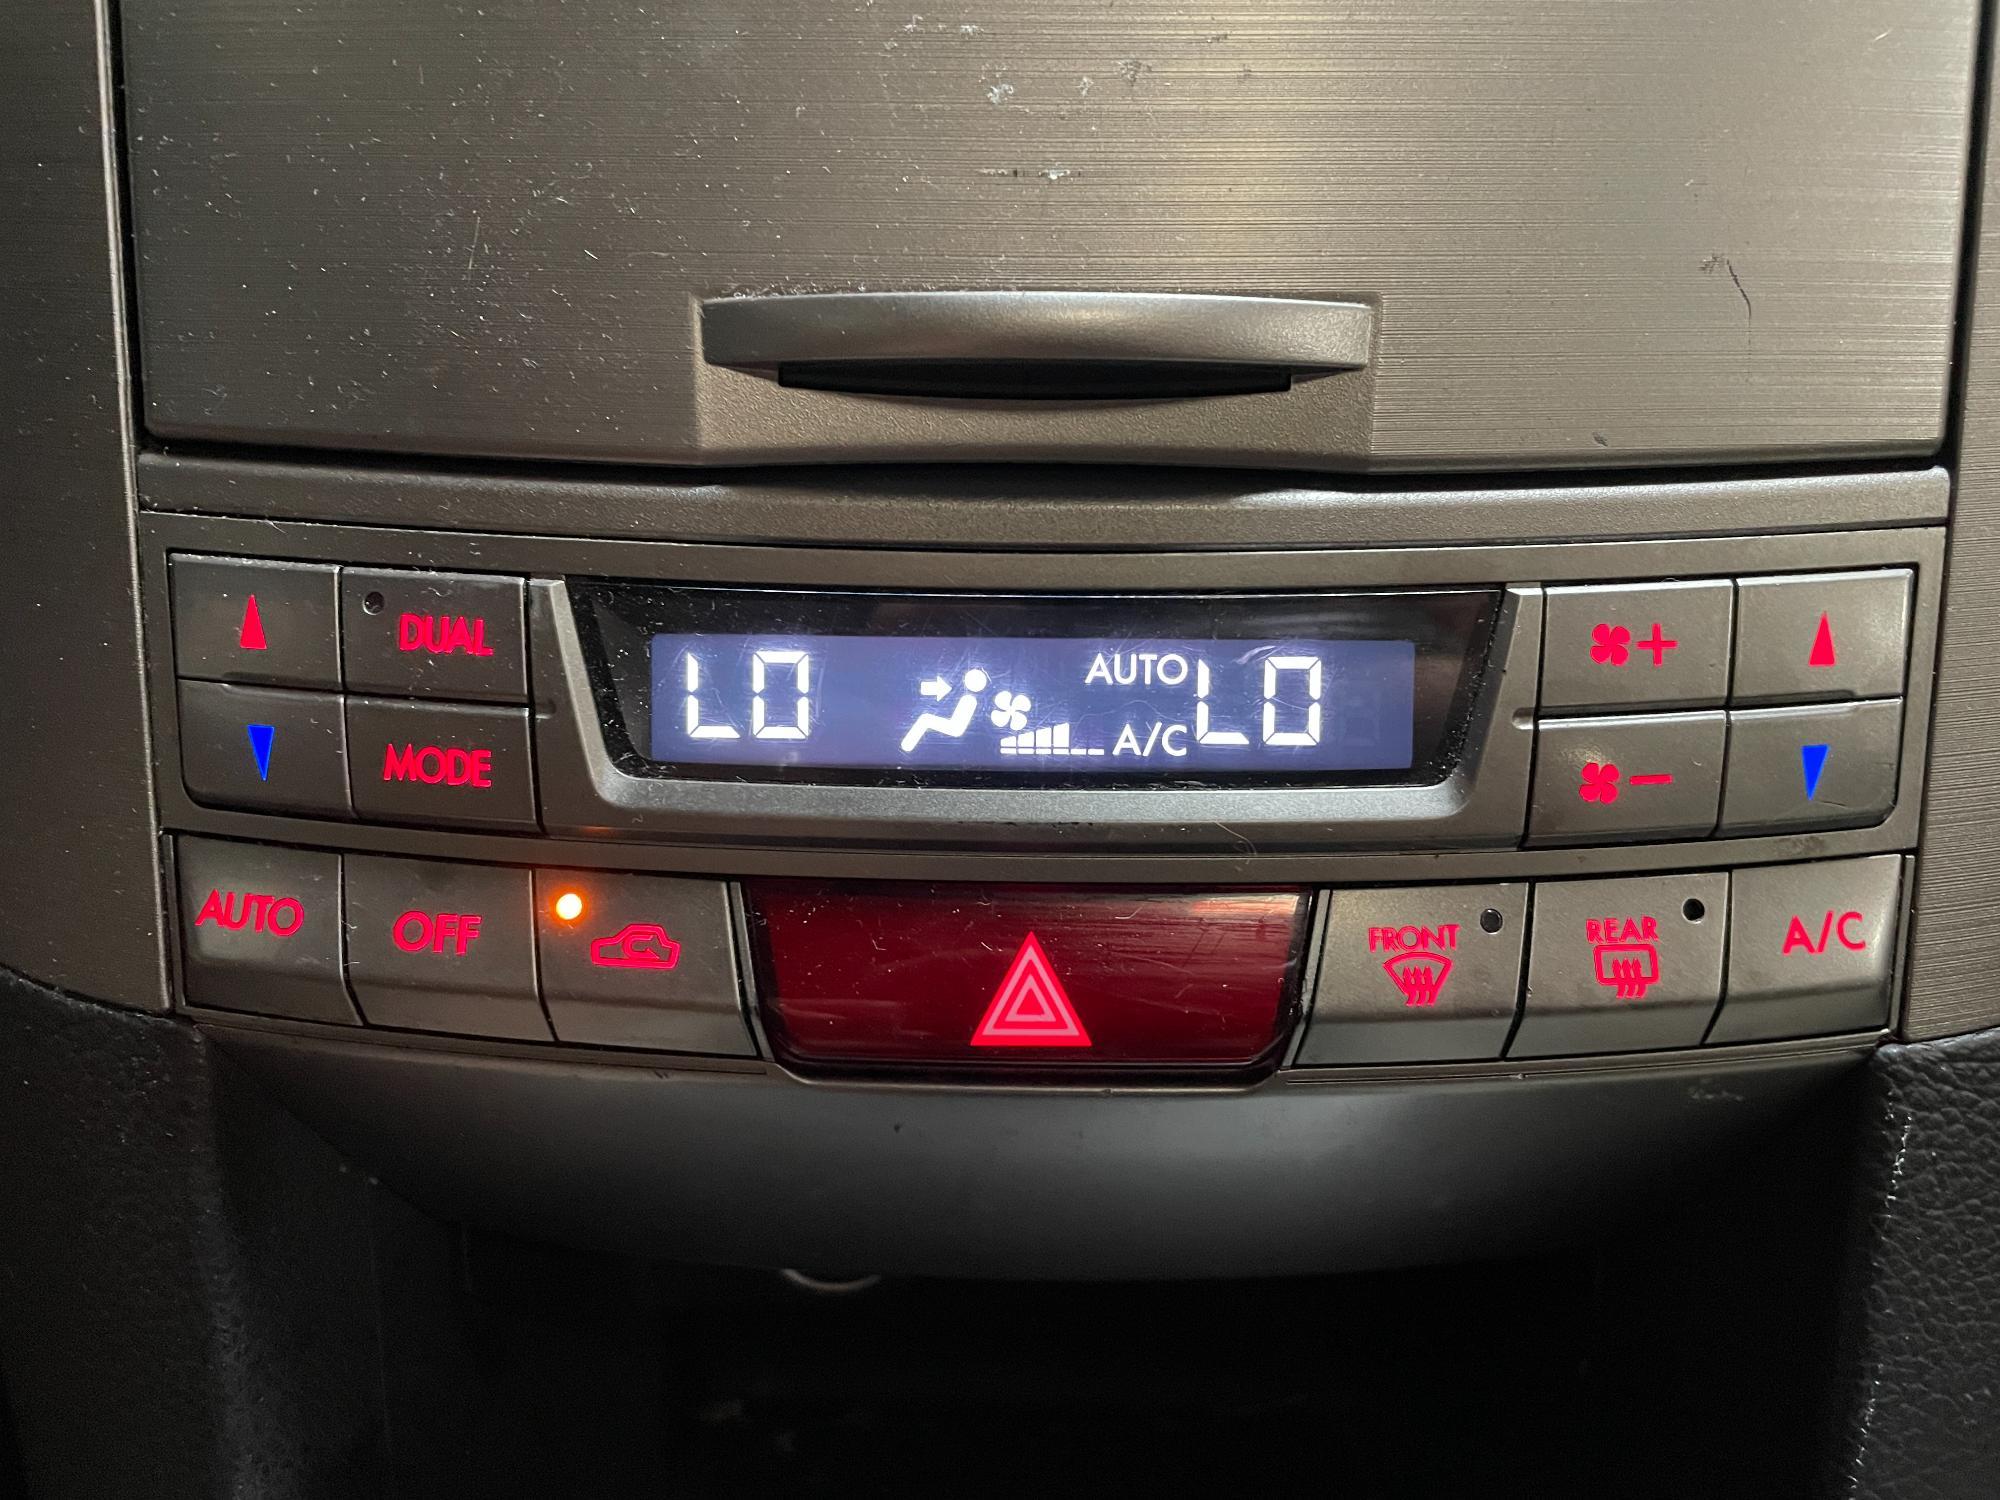 DUAL
LO AUTO LO
MODE
A/C
AUTO
OFF
FRONT
REAR
A/C